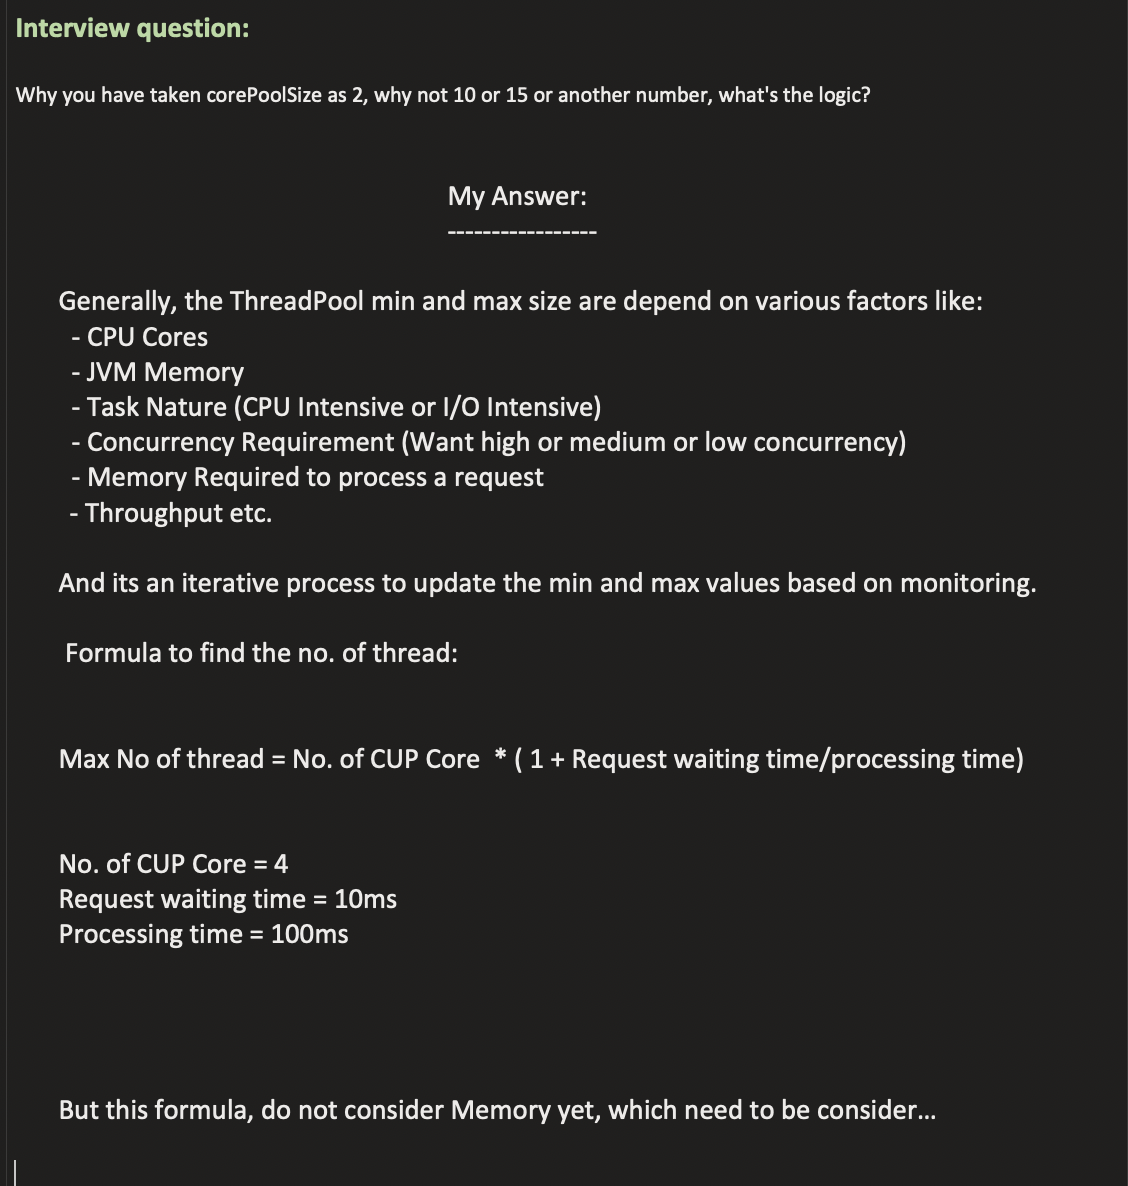 Interview question:
Why you have taken corePoolSize as 2, why not 10 or 15 or another number, what's the logic?
My Answer:
-----------------
Generally, the ThreadPool min and max size are depend on various factors like:
- CPU Cores
- JVM Memory
- Task Nature (CPU Intensive or I/O Intensive)
- Concurrency Requirement (Want high or medium or low concurrency)
- Memory Required to process a request
- Throughput etc.
And its an iterative process to update the min and max values based on monitoring.
Formula to find the no. of thread:
Max No of thread = No. of CUP Core * ( 1 + Request waiting time/processing time)
No. of CUP Core = 4
Request waiting time = 10ms
Processing time = 100ms
But this formula, do not consider Memory yet, which need to be consider...